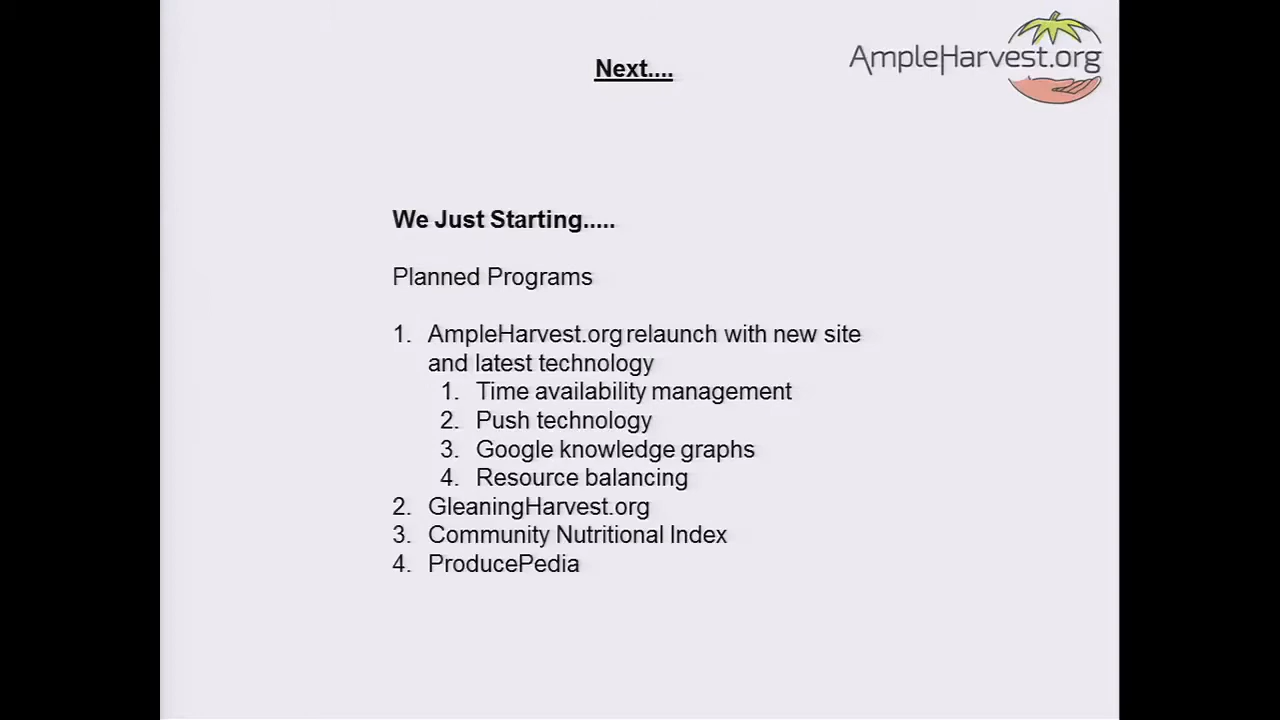 AmpleHarvest.org
Next....
We Just Starting.....
Planned Programs
1. AmpleHarvest.org relaunch with new site
and latest technology
1. Time availability management
2. Push technology
3. Google knowledge graphs
4. Resource balancing
2. GleaningHarvest.org
3. Community Nutritional Index
4. ProducePedia